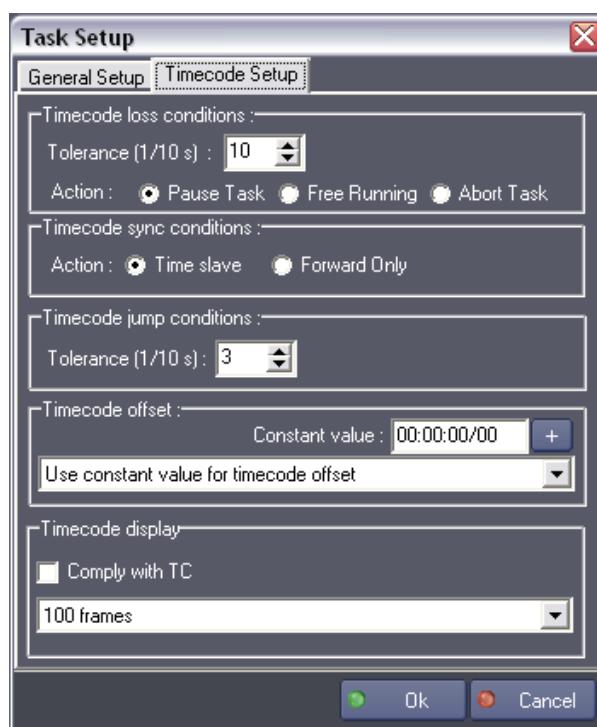 Task Setup
General Setup Timecode Setup
Timecode loss conditions :
Tolerance (1/10 s) : 10
Action : Pause Task Free Running Abort Task
Timecode sync conditions :
Action : Time slave Forward Only
Timecode jump conditions :
Tolerance (1/10 s) : 3
Timecode offset :
Constant value : 00:00:00/00 +
Use constant value for timecode offset
Timecode display
Comply with TC
100 frames
Ok Cancel